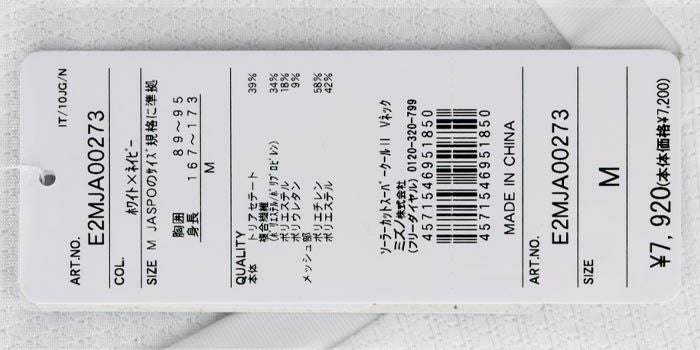 IT/10JG/N
ART.NO. E2MJA00273
COL. ﾎﾜｲﾄ×ﾈｲﾋﾞｰ
SIZE M JASPOのｻｲｽﾞ規格に準拠
胸囲 89～95
身長 167～173
M
QUALITY
本体 トリアセテート 39%
複合繊維
(ﾎﾟﾘｴｽﾃﾙ/ﾎﾟﾘﾌﾟﾛﾋﾟﾚﾝ) 34%
ポリエステル 18%
ポリウレタン 9%
メッシュ部 ポリエチレン 58%
ポリエステル 42%
ソーラーカットスーパークールII Vネック
ミズノ株式会社
(フリーダイヤル) 0120-320-799
4571546951850
4571546951850
MADE IN CHINA
ART.NO. E2MJA00273
SIZE M
¥7,920(本体価格¥7,200)